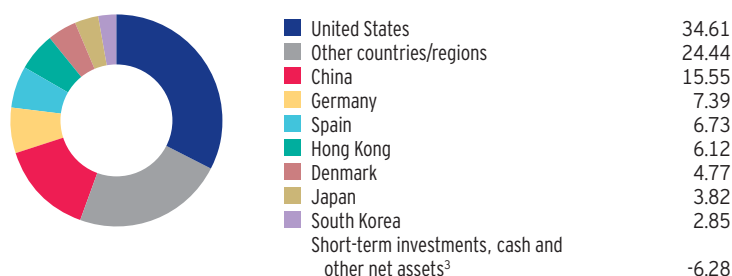 United States 34.61
Other countries/regions 24.44
China 15.55
Germany 7.39
Spain 6.73
Hong Kong 6.12
Denmark 4.77
Japan 3.82
South Korea 2.85
Short-term investments, cash and
other net assets³ -6.28